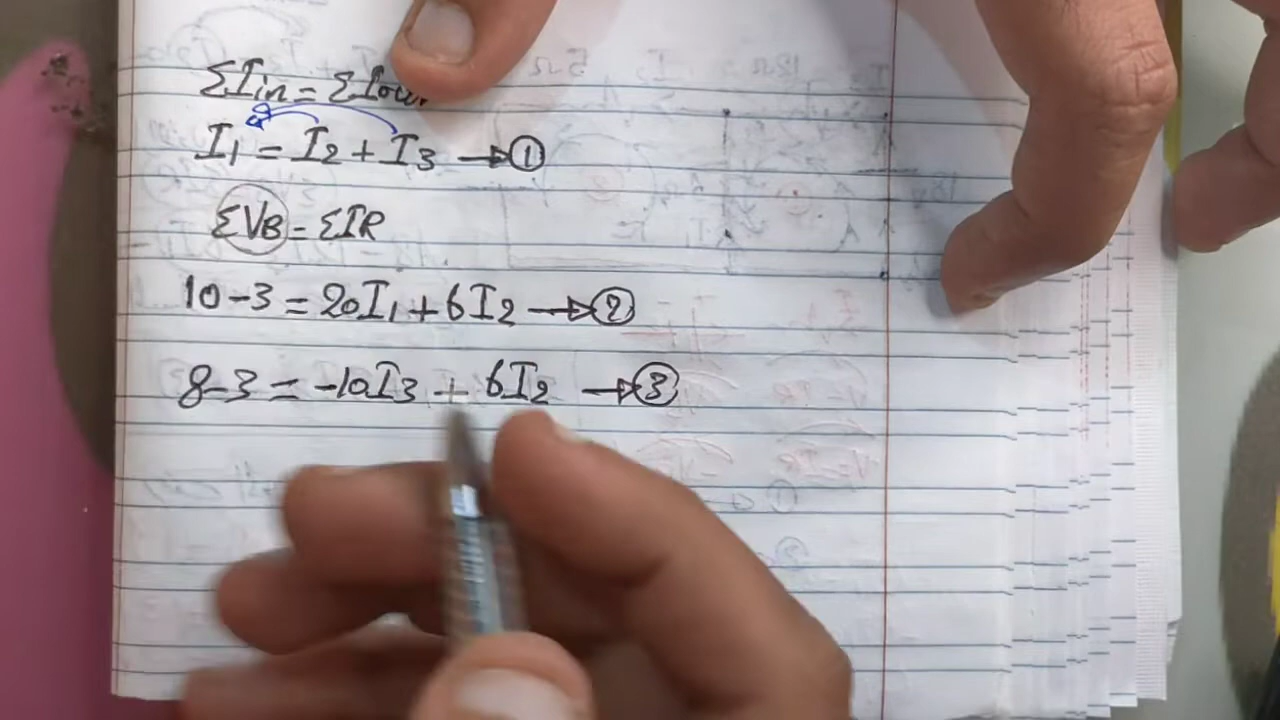 ΣIin = ΣIout
I1 = I2 + I3 → ①
ΣVB = ΣIR
10-3 = 20I1 + 6I2 → ②
8-3 = -10I3 + 6I2 → ③